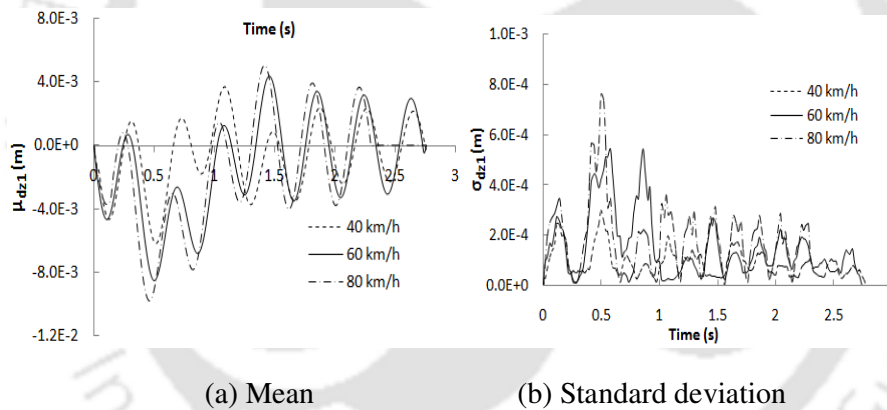 8.0E-3
4.0E-3
0.0E+0
-4.0E-3
-8.0E-3
-1.2E-2
μdz1 (m)
Time (s)
0 0.5 1 1.5 2 2.5 3
40 km/h
60 km/h
80 km/h
1.0E-3
8.0E-4
6.0E-4
4.0E-4
2.0E-4
0.0E+0
σdz1 (m)
0 0.5 1 1.5 2 2.5
Time (s)
40 km/h
60 km/h
80 km/h
(a) Mean
(b) Standard deviation